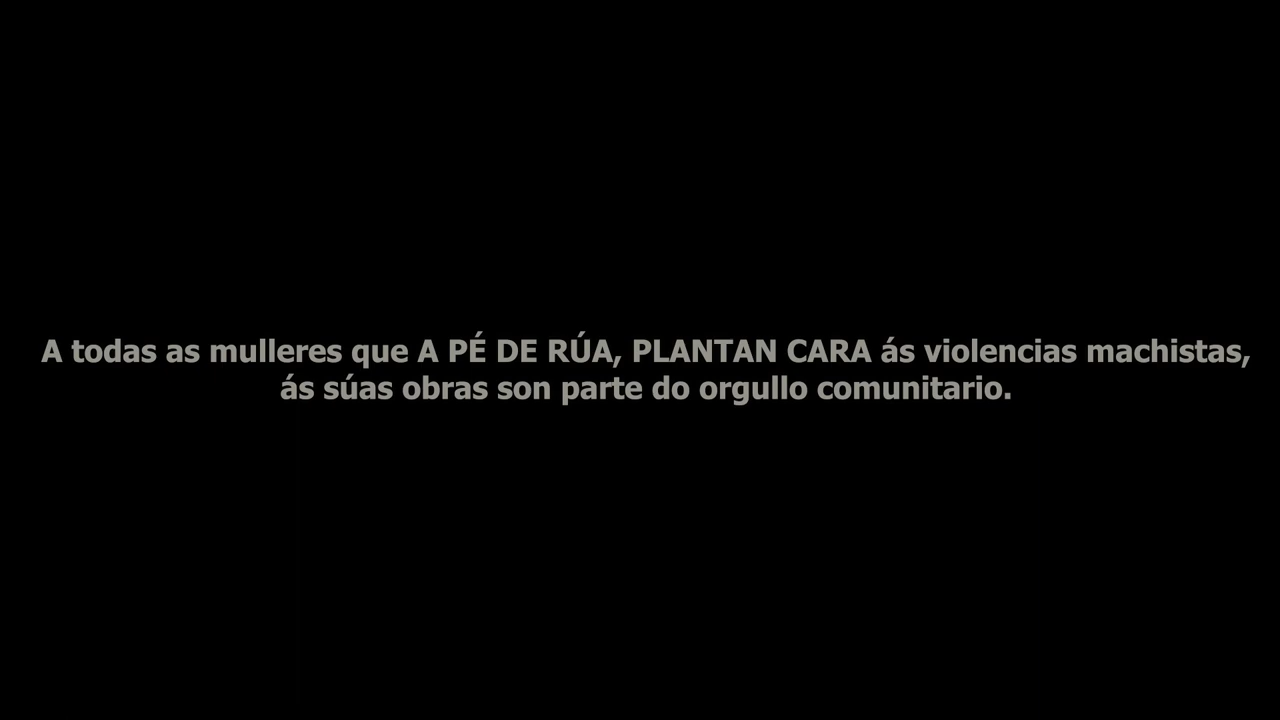 A todas as mulleres que A PÉ DE RÚA, PLANTAN CARA ás violencias machistas,
ás súas obras son parte do orgullo comunitario.